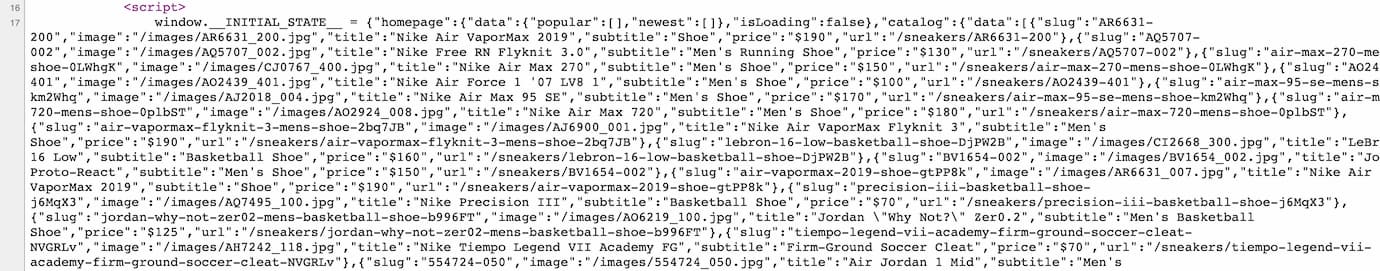 16 <script>
17 window.__INITIAL_STATE__ = {"homepage":{"data":{"popular":[],"newest":[]},"isLoading":false},"catalog":{"data":[{"slug":"AR6631-
200","image":"/images/AR6631_200.jpg","title":"Nike Air VaporMax 2019","subtitle":"Shoe","price":"$190","url":"/sneakers/AR6631-200"},{"slug":"AQ5707-
002","image":"/images/AQ5707_002.jpg","title":"Nike Free RN Flyknit 3.0","subtitle":"Men's Running Shoe","price":"$130","url":"/sneakers/AQ5707-002"},{"slug":"air-max-270-me
shoe-0LWhgK","image":"/images/CJ0767_400.jpg","title":"Nike Air Max 270","subtitle":"Men's Shoe","price":"$150","url":"/sneakers/air-max-270-mens-shoe-0LWhgK"},{"slug":"AO24
401","image":"/images/AO2439_401.jpg","title":"Nike Air Force 1 '07 LV8 1","subtitle":"Men's Shoe","price":"$100","url":"/sneakers/AO2439-401"},{"slug":"air-max-95-se-mens-s
km2Whq","image":"/images/AJ2018_004.jpg","title":"Nike Air Max 95 SE","subtitle":"Men's Shoe","price":"$170","url":"/sneakers/air-max-95-se-mens-shoe-km2Whq"},{"slug":"air-m
720-mens-shoe-0plbST","image":"/images/AO2924_008.jpg","title":"Nike Air Max 720","subtitle":"Men's Shoe","price":"$180","url":"/sneakers/air-max-720-mens-shoe-0plbST"},
{"slug":"air-vapormax-flyknit-3-mens-shoe-2bq7JB","image":"/images/AJ6900_001.jpg","title":"Nike Air VaporMax Flyknit 3","subtitle":"Men's
Shoe","price":"$190","url":"/sneakers/air-vapormax-flyknit-3-mens-shoe-2bq7JB"},{"slug":"lebron-16-low-basketball-shoe-DjPW2B","image":"/images/CI2668_300.jpg","title":"LeBr
16 Low","subtitle":"Basketball Shoe","price":"$160","url":"/sneakers/lebron-16-low-basketball-shoe-DjPW2B"},{"slug":"BV1654-002","image":"/images/BV1654_002.jpg","title":"Jo
Proto-React","subtitle":"Men's Shoe","price":"$150","url":"/sneakers/BV1654-002"},{"slug":"air-vapormax-2019-shoe-gtPP8k","image":"/images/AR6631_007.jpg","title":"Nike Air
VaporMax 2019","subtitle":"Shoe","price":"$190","url":"/sneakers/air-vapormax-2019-shoe-gtPP8k"},{"slug":"precision-iii-basketball-shoe-
j6MqX3","image":"/images/AQ7495_100.jpg","title":"Nike Precision III","subtitle":"Basketball Shoe","price":"$70","url":"/sneakers/precision-iii-basketball-shoe-j6MqX3"},
{"slug":"jordan-why-not-zer02-mens-basketball-shoe-b996FT","image":"/images/AO6219_100.jpg","title":"Jordan \"Why Not?\" Zer0.2","subtitle":"Men's Basketball
Shoe","price":"$125","url":"/sneakers/jordan-why-not-zer02-mens-basketball-shoe-b996FT"},{"slug":"tiempo-legend-vii-academy-firm-ground-soccer-cleat-
NVGRLv","image":"/images/AH7242_118.jpg","title":"Nike Tiempo Legend VII Academy FG","subtitle":"Firm-Ground Soccer Cleat","price":"$70","url":"/sneakers/tiempo-legend-vii-
academy-firm-ground-soccer-cleat-NVGRLv"},{"slug":"554724-050","image":"/images/554724_050.jpg","title":"Air Jordan 1 Mid","subtitle":"Men's